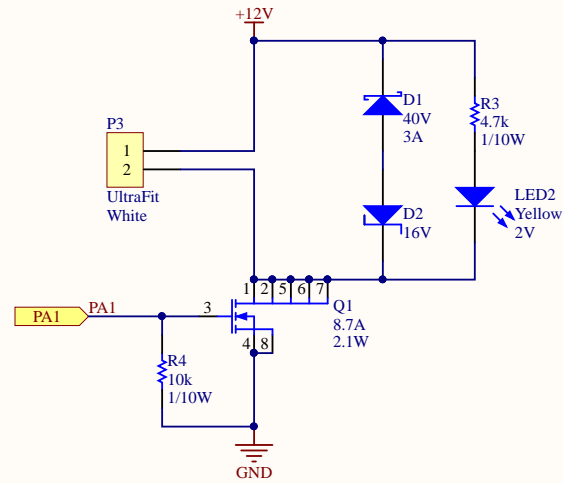 +12V
P3
1
2
UltraFit
White
D1
40V
3A
R3
4.7k
1/10W
D2
16V
LED2
Yellow
2V
1 2 5 6 7
Q1
8.7A
2.1W
PA1
PA1
3
4 8
R4
10k
1/10W
GND